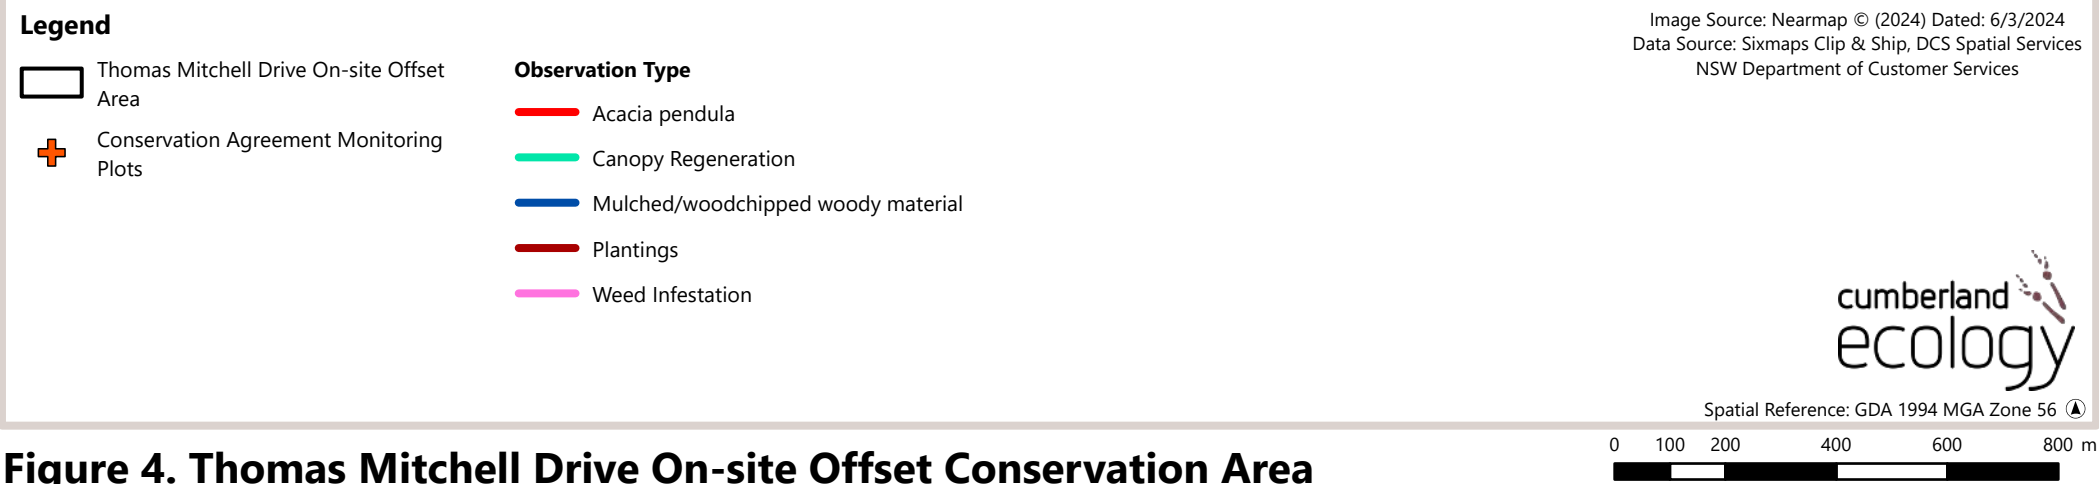 Legend
Thomas Mitchell Drive On-site Offset
Area
Conservation Agreement Monitoring
Plots
Observation Type
Acacia pendula
Canopy Regeneration
Mulched/woodchipped woody material
Plantings
Weed Infestation
Image Source: Nearmap © (2024) Dated: 6/3/2024
Data Source: Sixmaps Clip & Ship, DCS Spatial Services
NSW Department of Customer Services
cumberland
ecology
Spatial Reference: GDA 1994 MGA Zone 56
0 100 200 400 600 800 m
Figure 4. Thomas Mitchell Drive On-site Offset Conservation Area